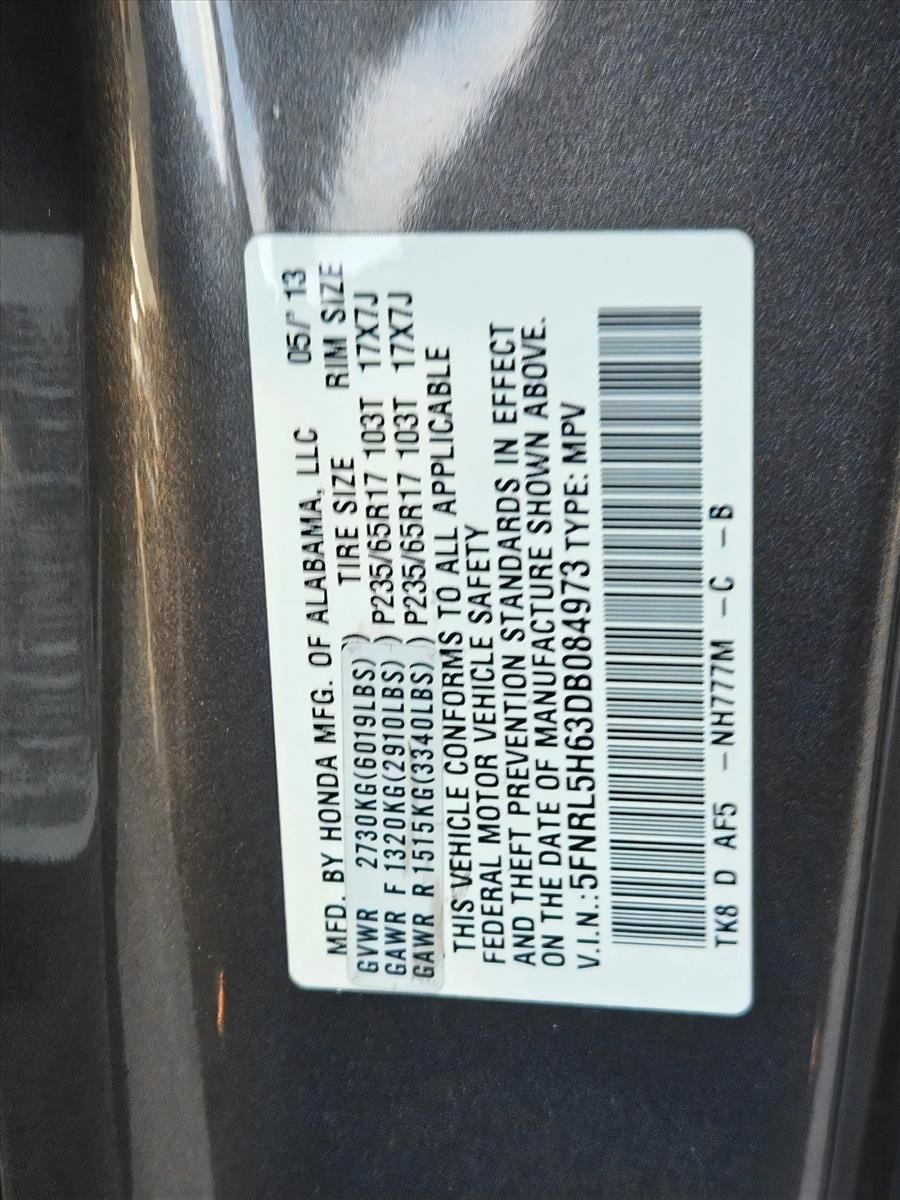 MFD. BY HONDA MFG. OF ALABAMA, LLC 05/ 13
TIRE SIZE RIM SIZE
GVWR 2730KG(6019LBS)
GAWR F 1320KG(2910LBS) P235/65R17 103T 17X7J
GAWR R 1515KG(3340LBS) P235/65R17 103T 17X7J
THIS VEHICLE CONFORMS TO ALL APPLICABLE
FEDERAL MOTOR VEHICLE SAFETY
AND THEFT PREVENTION STANDARDS IN EFFECT
ON THE DATE OF MANUFACTURE SHOWN ABOVE.
V.I.N.:5FNRL5H63DB084973 TYPE: MPV
TK8 D AF5 -NH777M -C -B